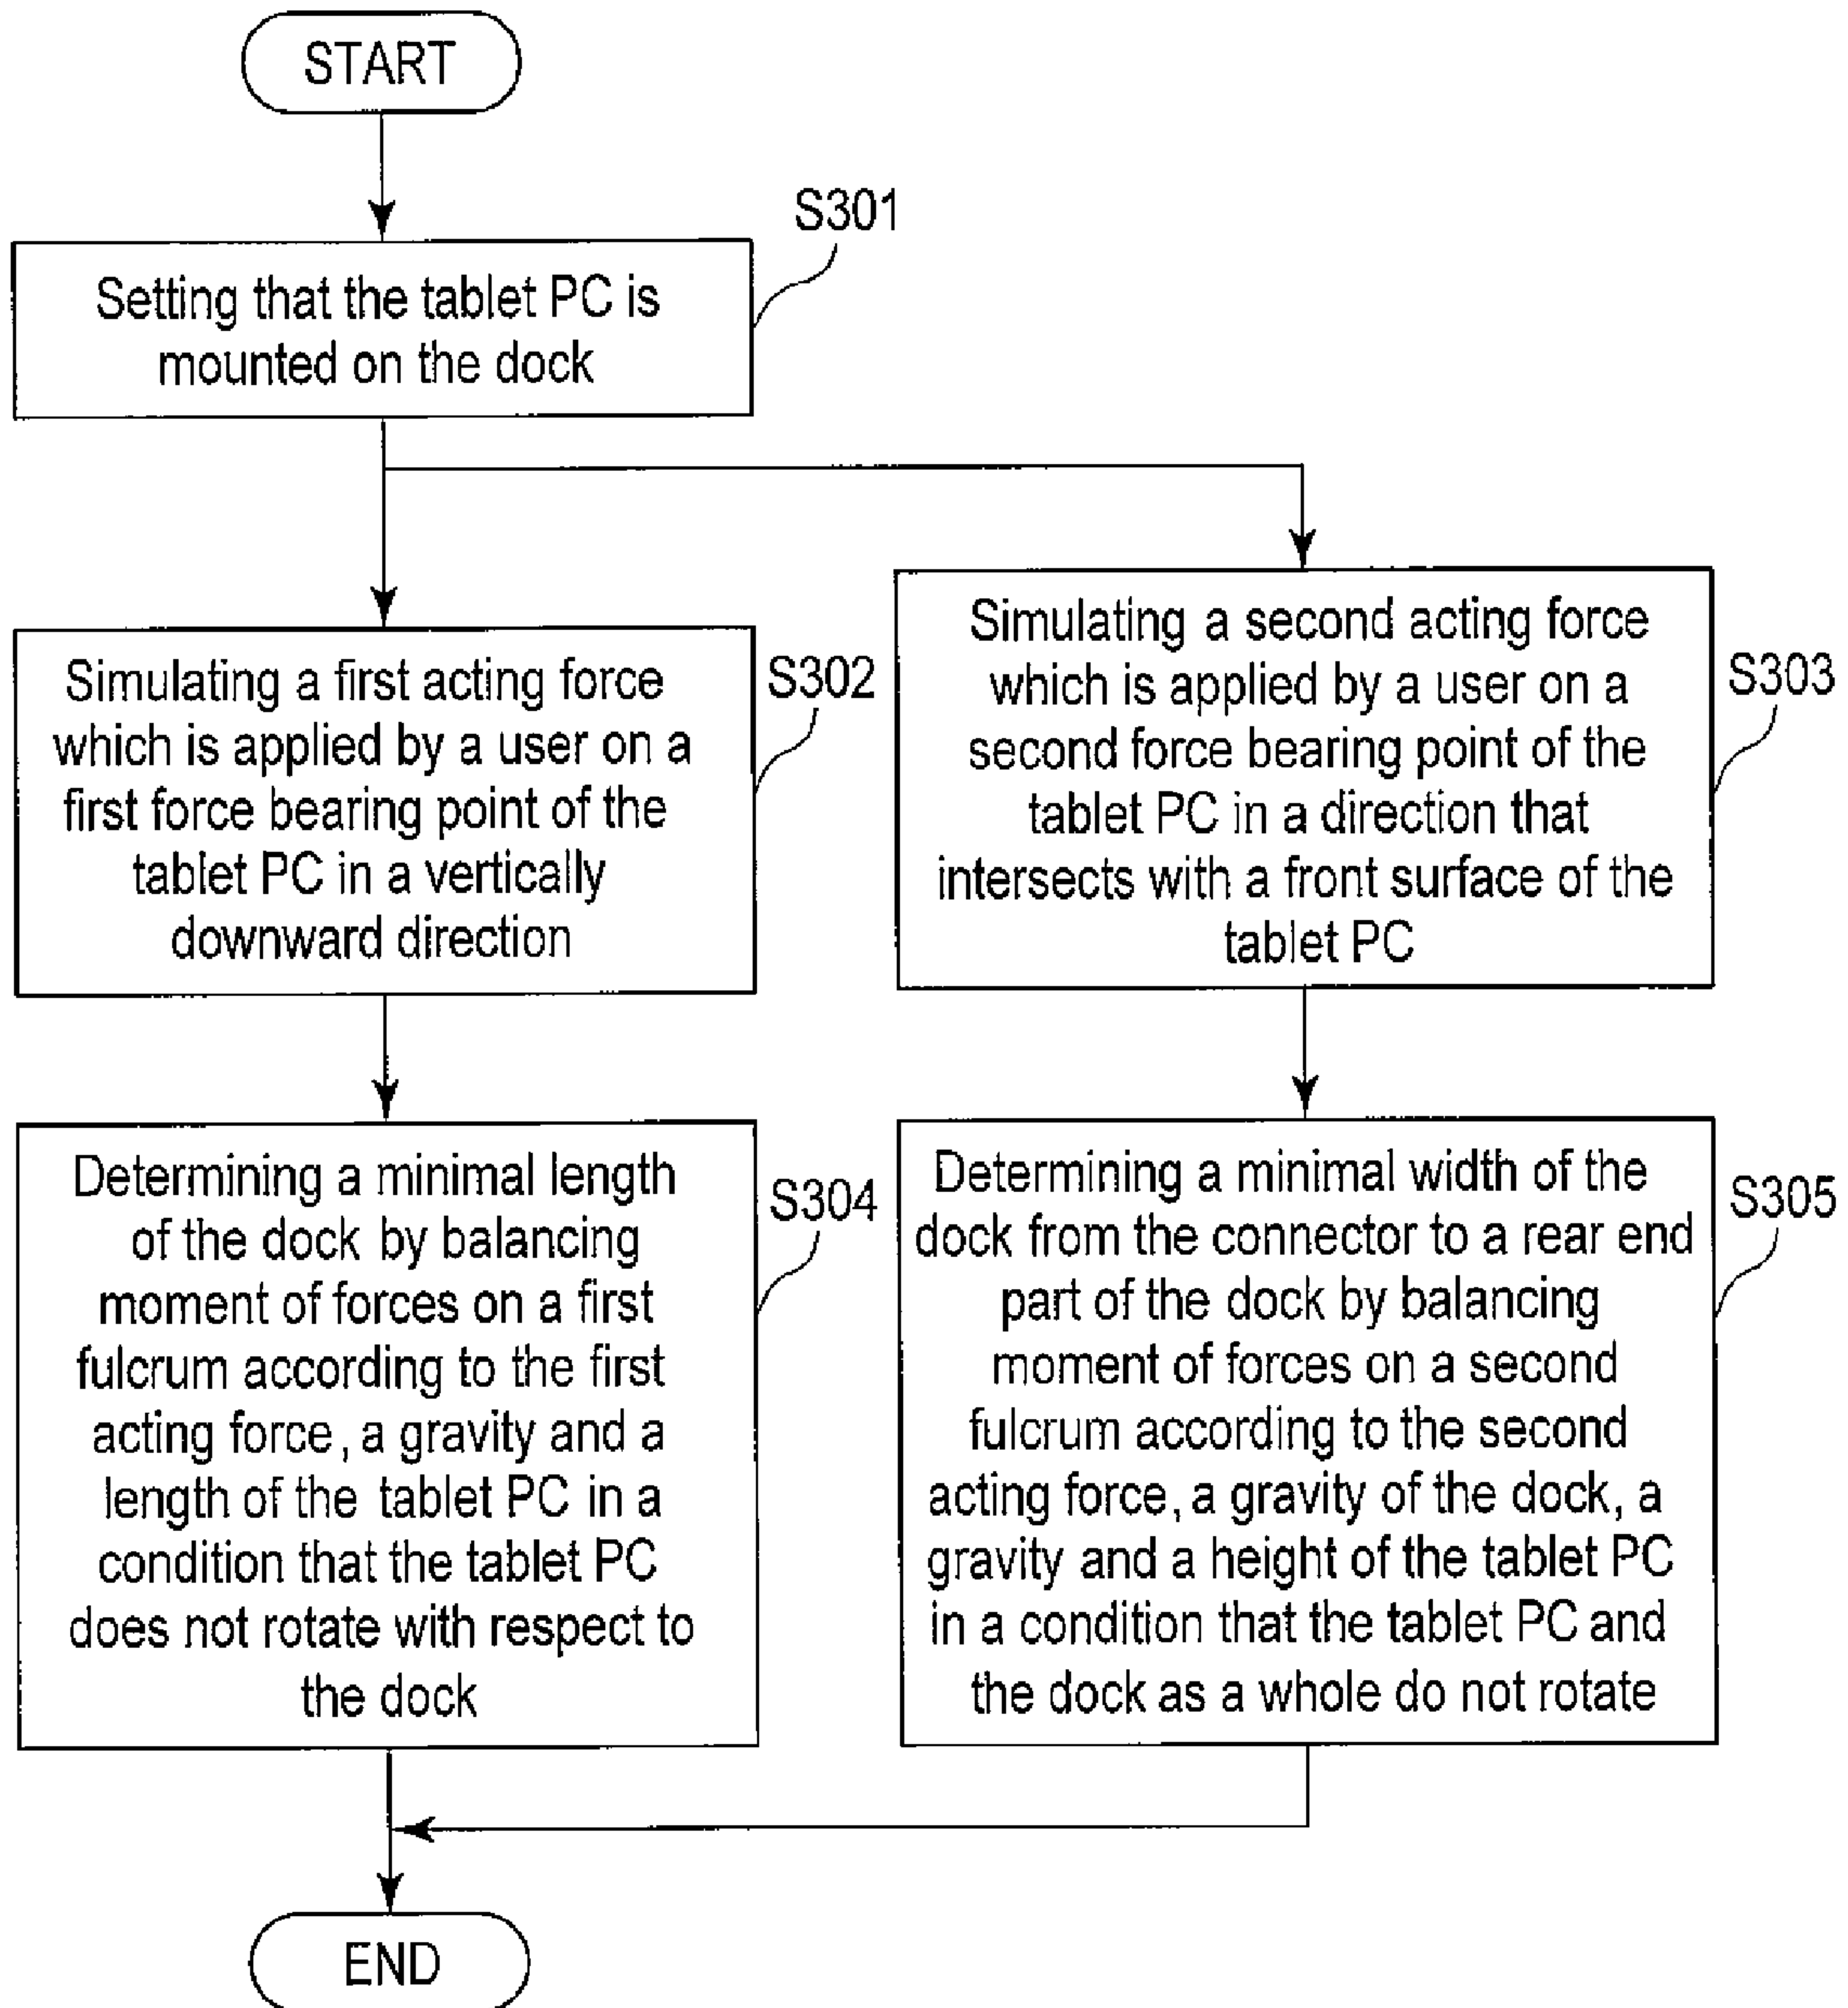 START
S301
Setting that the tablet PC is
mounted on the dock
S302
Simulating a first acting force
which is applied by a user on a
first force bearing point of the
tablet PC in a vertically
downward direction
S303
Simulating a second acting force
which is applied by a user on a
second force bearing point of the
tablet PC in a direction that
intersects with a front surface of the
tablet PC
S304
Determining a minimal length
of the dock by balancing
moment of forces on a first
fulcrum according to the first
acting force, a gravity and a
length of the tablet PC in a
condition that the tablet PC
does not rotate with respect to
the dock
S305
Determining a minimal width of the
dock from the connector to a rear end
part of the dock by balancing
moment of forces on a second
fulcrum according to the second
acting force, a gravity of the dock, a
gravity and a height of the tablet PC
in a condition that the tablet PC and
the dock as a whole do not rotate
END